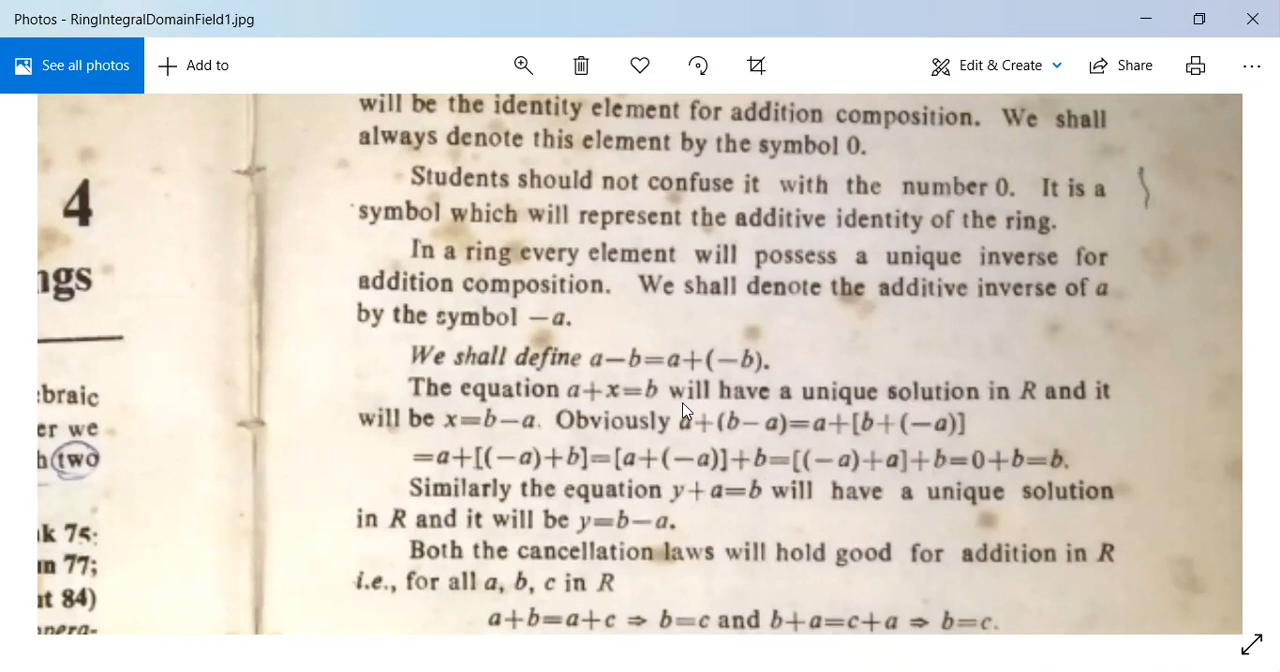 Photos - RingIntegralDomainField1.jpg
See all photos
Add to
Edit & Create
Share
will be the identity element for addition composition. We shall
always denote this element by the symbol 0.
Students should not confuse it with the number 0. It is a
symbol which will represent the additive identity of the ring.
In a ring every element will possess a unique inverse for
addition composition. We shall denote the additive inverse of a
by the symbol —a.
We shall define a—b=a+(—b).
The equation a+x=b will have a unique solution in R and it
will be x=b—a. Obviously a+(b—a)=a+[b+(—a)]
=a+[(—a)+b]=[a+(—a)]+b=[(—a)+a]+b=0+b=b.
Similarly the equation y+a=b will have a unique solution
in R and it will be y=b—a.
Both the cancellation laws will hold good for addition in R
i.e., for all a, b, c in R
a+b=a+c ⇒ b=c and b+a=c+a ⇒ b=c.
4
ngs
ebraic
er we
h two
k 75:
m 77;
t 84)